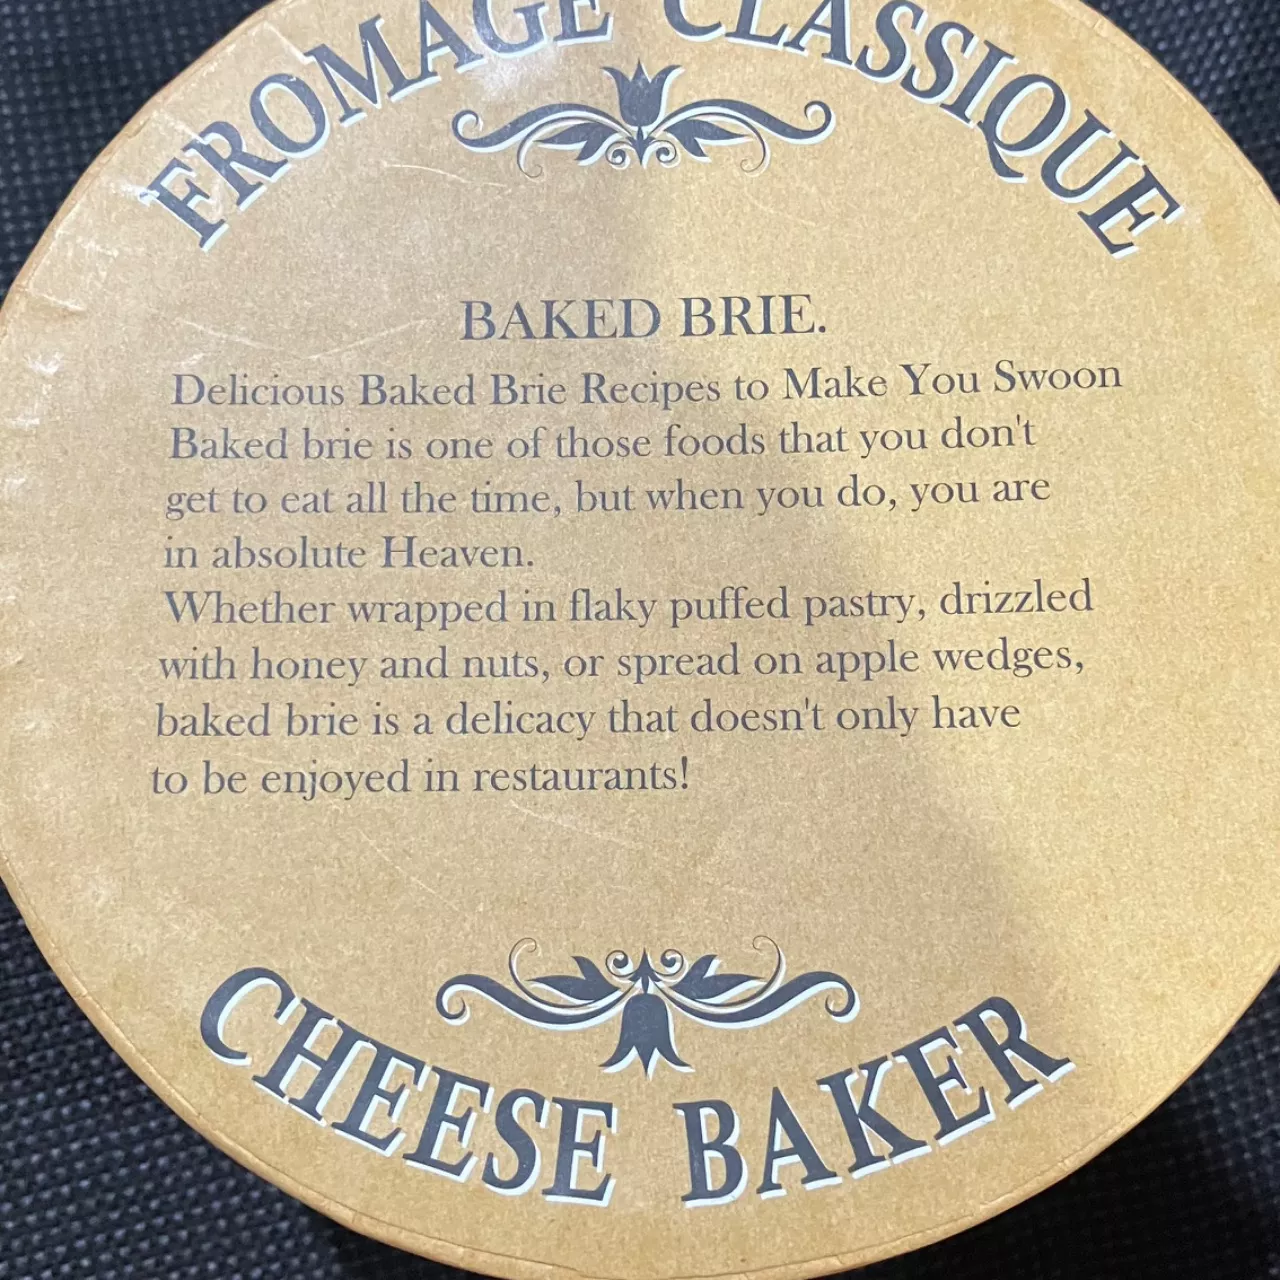 FROMAGE CLASSIQUE
BAKED BRIE.
Delicious Baked Brie Recipes to Make You Swoon
Baked brie is one of those foods that you don't
get to eat all the time, but when you do, you are
in absolute Heaven.
Whether wrapped in flaky puffed pastry, drizzled
with honey and nuts, or spread on apple wedges,
baked brie is a delicacy that doesn't only have
to be enjoyed in restaurants!
CHEESE BAKER